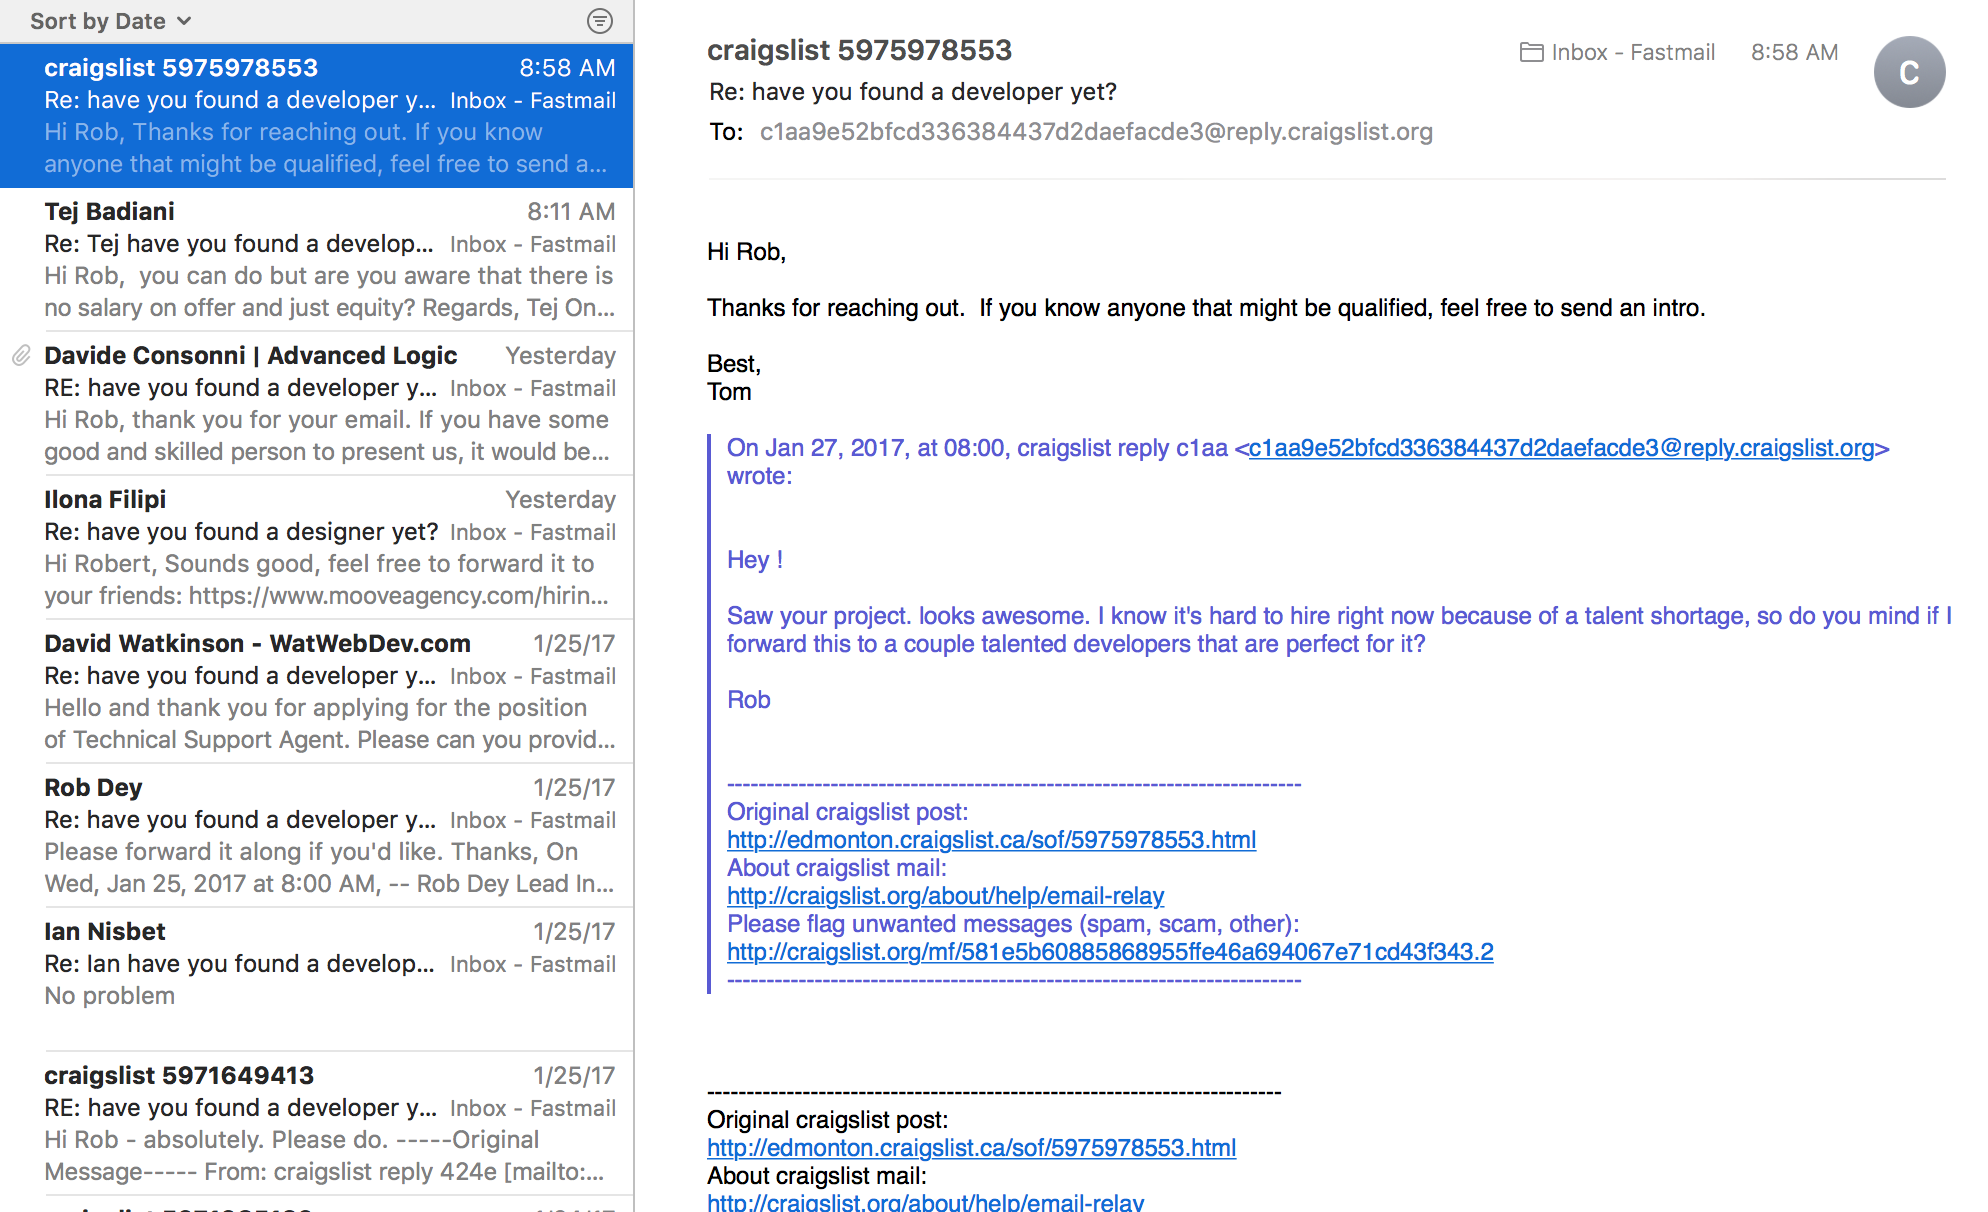 Sort by Date
craigslist 5975978553 8:58 AM
Re: have you found a developer y... Inbox - Fastmail
Hi Rob, Thanks for reaching out. If you know
anyone that might be qualified, feel free to send a...
Tej Badiani 8:11 AM
Re: Tej have you found a develop... Inbox - Fastmail
Hi Rob, you can do but are you aware that there is
no salary on offer and just equity? Regards, Tej On...
Davide Consonni | Advanced Logic Yesterday
RE: have you found a developer y... Inbox - Fastmail
Hi Rob, thank you for your email. If you have some
good and skilled person to present us, it would be...
Ilona Filipi Yesterday
Re: have you found a designer yet? Inbox - Fastmail
Hi Robert, Sounds good, feel free to forward it to
your friends: https://www.mooveagency.com/hirin...
David Watkinson - WatWebDev.com 1/25/17
Re: have you found a developer y... Inbox - Fastmail
Hello and thank you for applying for the position
of Technical Support Agent. Please can you provid...
Rob Dey 1/25/17
Re: have you found a developer y... Inbox - Fastmail
Please forward it along if you'd like. Thanks, On
Wed, Jan 25, 2017 at 8:00 AM, -- Rob Dey Lead In...
Ian Nisbet 1/25/17
Re: Ian have you found a develop... Inbox - Fastmail
No problem
craigslist 5971649413 1/25/17
RE: have you found a developer y... Inbox - Fastmail
Hi Rob - absolutely. Please do. -----Original
Message----- From: craigslist reply 424e [mailto:...
craigslist 5975978553 Inbox - Fastmail 8:58 AM
C
Re: have you found a developer yet?
To: c1aa9e52bfcd336384437d2daefacde3@reply.craigslist.org
Hi Rob,
Thanks for reaching out. If you know anyone that might be qualified, feel free to send an intro.
Best,
Tom
On Jan 27, 2017, at 08:00, craigslist reply c1aa <c1aa9e52bfcd336384437d2daefacde3@reply.craigslist.org>
wrote:
Hey !
Saw your project. looks awesome. I know it's hard to hire right now because of a talent shortage, so do you mind if I
forward this to a couple talented developers that are perfect for it?
Rob
------------------------------------------------------------------------
Original craigslist post:
http://edmonton.craigslist.ca/sof/5975978553.html
About craigslist mail:
http://craigslist.org/about/help/email-relay
Please flag unwanted messages (spam, scam, other):
http://craigslist.org/mf/581e5b60885868955ffe46a694067e71cd43f343.2
------------------------------------------------------------------------
------------------------------------------------------------------------
Original craigslist post:
http://edmonton.craigslist.ca/sof/5975978553.html
About craigslist mail:
http://craigslist.org/about/help/email-relay